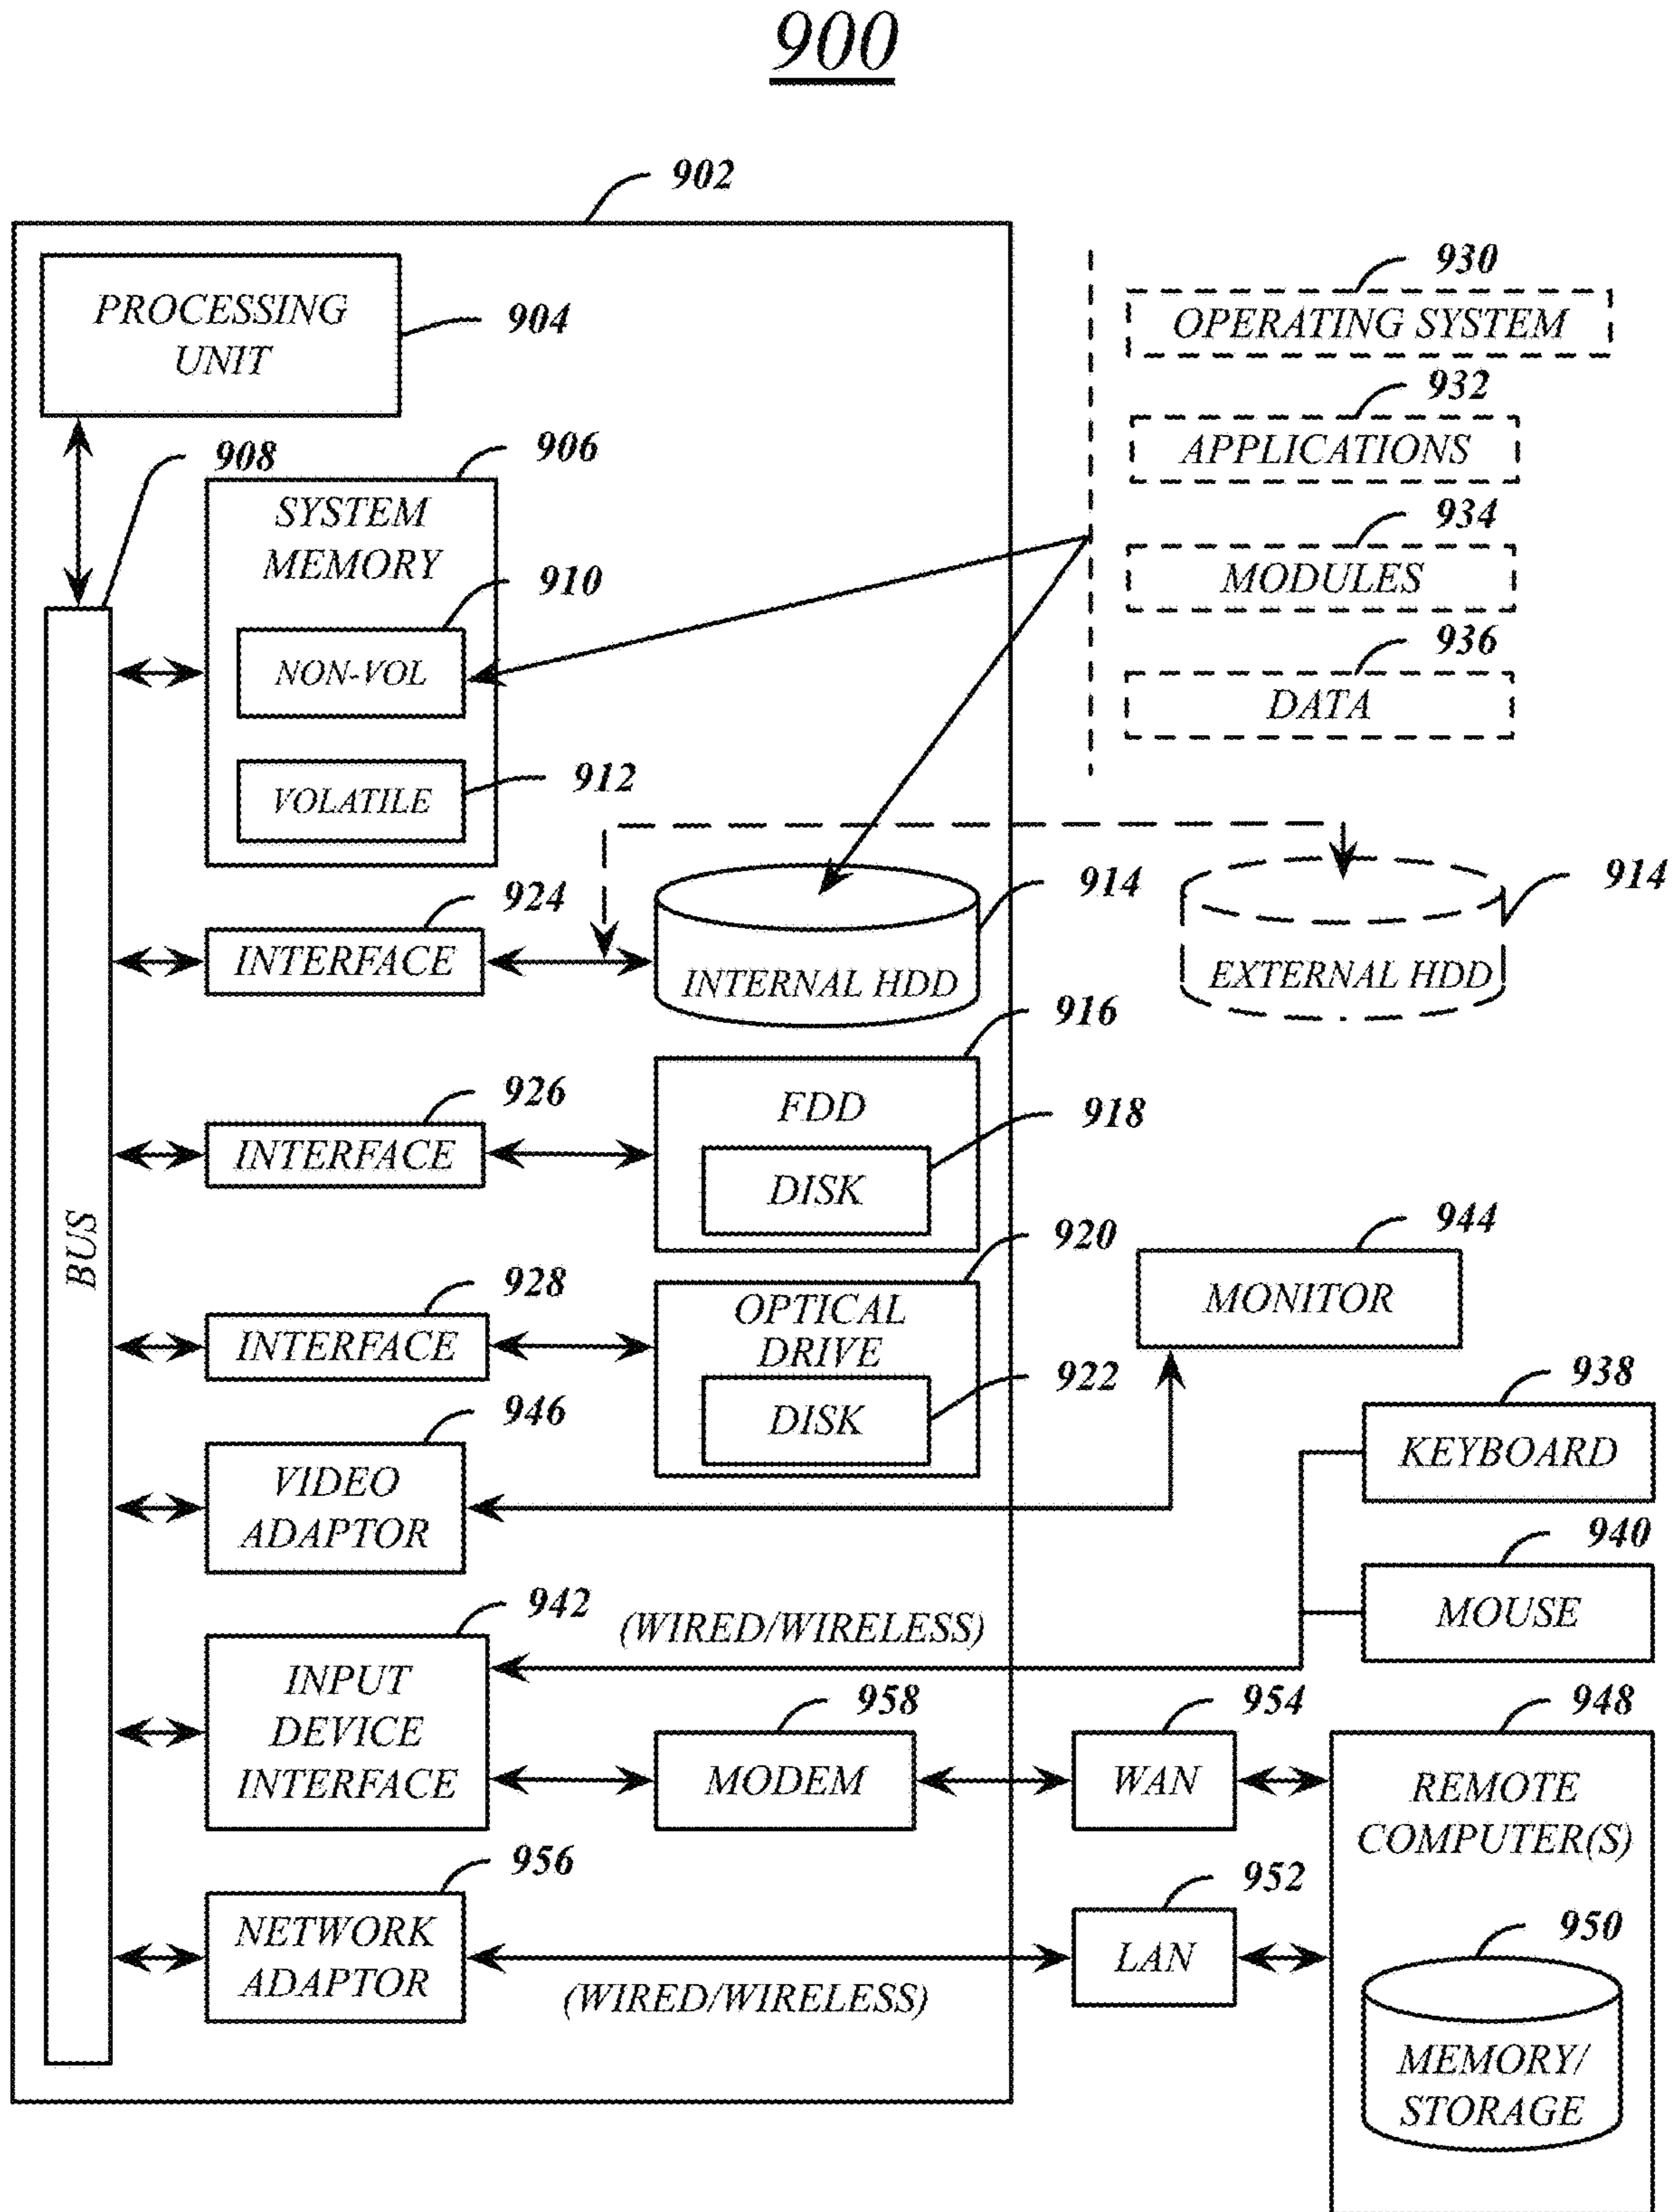 900
902
PROCESSING
UNIT
904
930
OPERATING SYSTEM
932
APPLICATIONS
934
MODULES
936
DATA
908
906
SYSTEM
MEMORY
910
NON-VOL
912
VOLATILE
BUS
924
INTERFACE
914
INTERNAL HDD
914
EXTERNAL HDD
926
INTERFACE
916
FDD
918
DISK
928
INTERFACE
920
OPTICAL
DRIVE
922
DISK
944
MONITOR
946
VIDEO
ADAPTOR
938
KEYBOARD
940
MOUSE
942
INPUT
DEVICE
INTERFACE
(WIRED/WIRELESS)
958
MODEM
954
WAN
948
REMOTE
COMPUTER(S)
956
NETWORK
ADAPTOR
(WIRED/WIRELESS)
952
LAN
950
MEMORY/
STORAGE